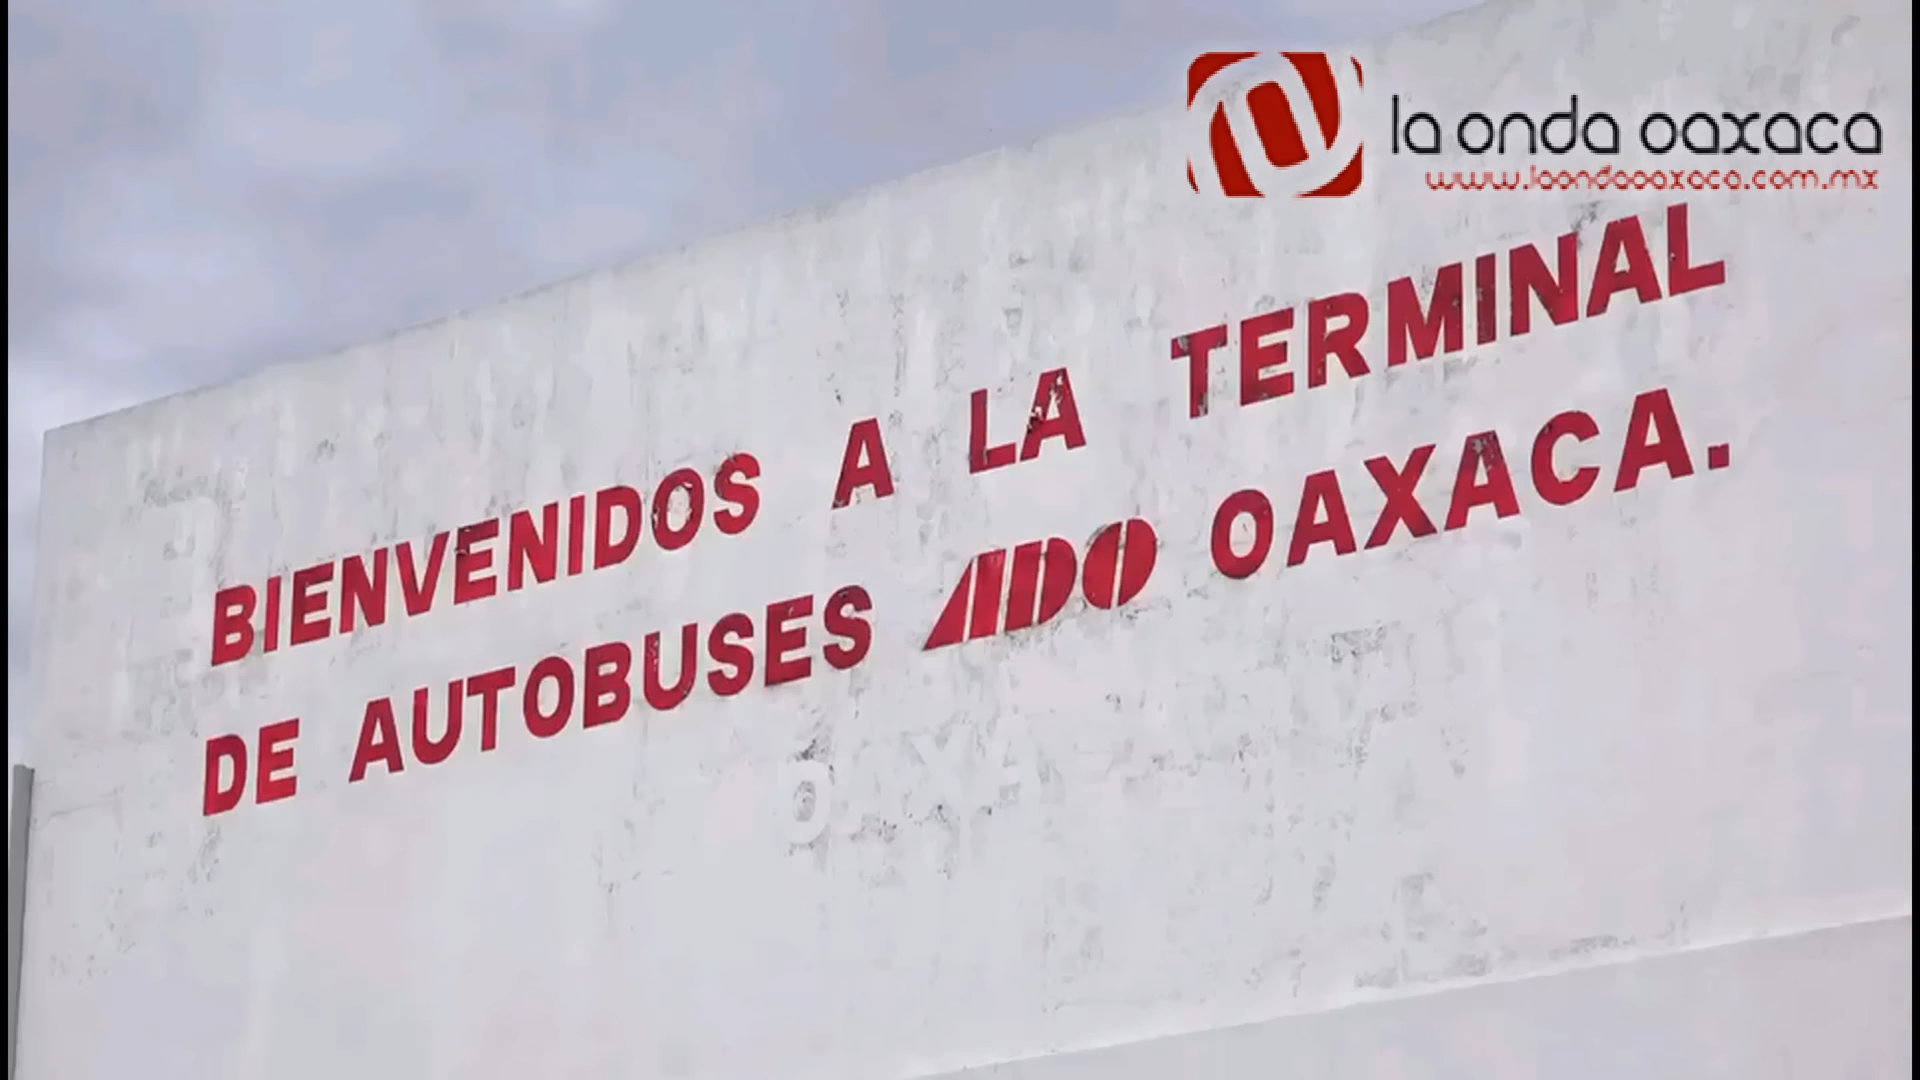 la onda oaxaca
www.laondaoaxaca.com.mx
BIENVENIDOS A LA TERMINAL
DE AUTOBUSES ADO OAXACA.